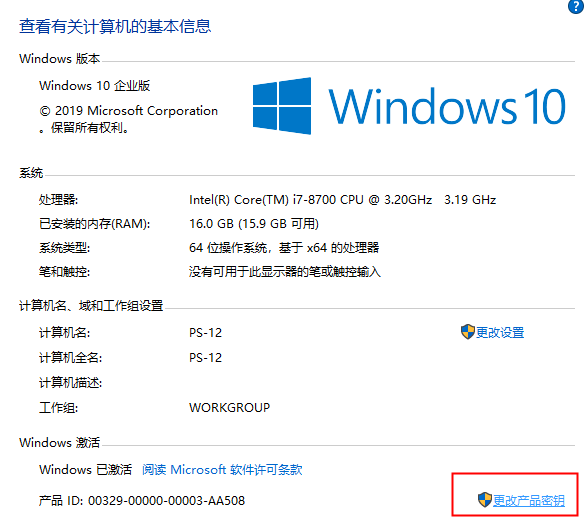 ?
查看有关计算机的基本信息
Windows 版本
Windows 10 企业版
© 2019 Microsoft Corporation
。保留所有权利。
Windows 10
系统
处理器: Intel(R) Core(TM) i7-8700 CPU @ 3.20GHz 3.19 GHz
已安装的内存(RAM): 16.0 GB (15.9 GB 可用)
系统类型: 64 位操作系统，基于 x64 的处理器
笔和触控: 没有可用于此显示器的笔或触控输入
计算机名、域和工作组设置
计算机名: PS-12 更改设置
计算机全名: PS-12
计算机描述:
工作组: WORKGROUP
Windows 激活
Windows 已激活 阅读 Microsoft 软件许可条款
产品 ID: 00329-00000-00003-AA508 更改产品密钥